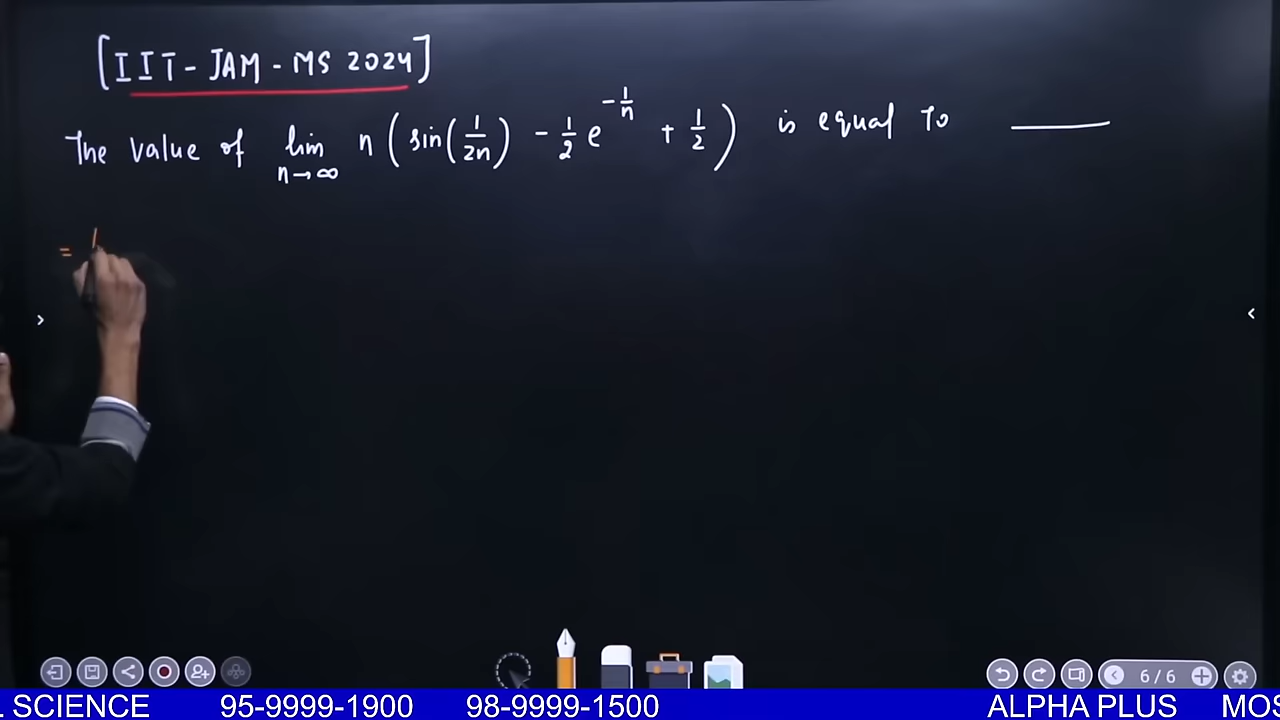 [IIT-JAM-MS 2024]
The value of lim n→∞ n(sin(1/2n) - 1/2 e^(-1/n) + 1/2) is equal to ____
=
6/6
SCIENCE 95-9999-1900 98-9999-1500 ALPHA PLUS